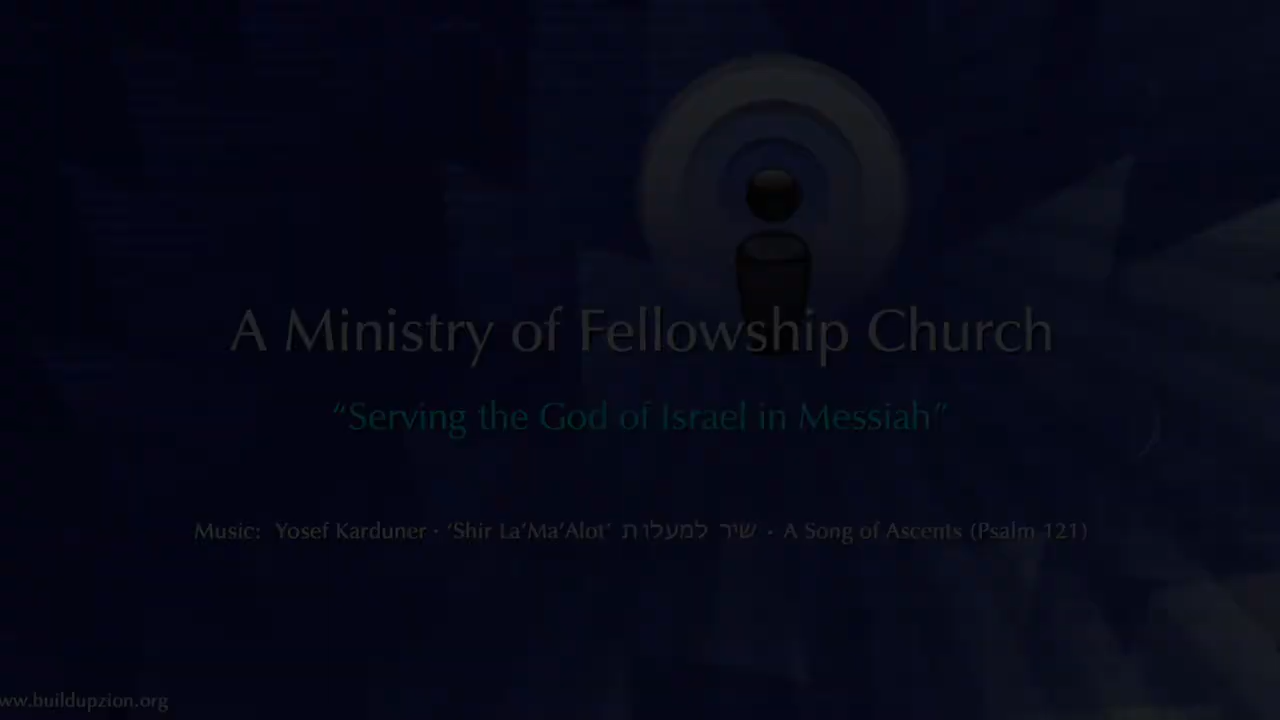 A Ministry of Fellowship Church
“Serving the God of Israel in Messiah”
Music: Yosef Karduner · ‘Shir La’Ma’Alot’ שיר למעלות · A Song of Ascents (Psalm 121)
ww.buildupzion.org